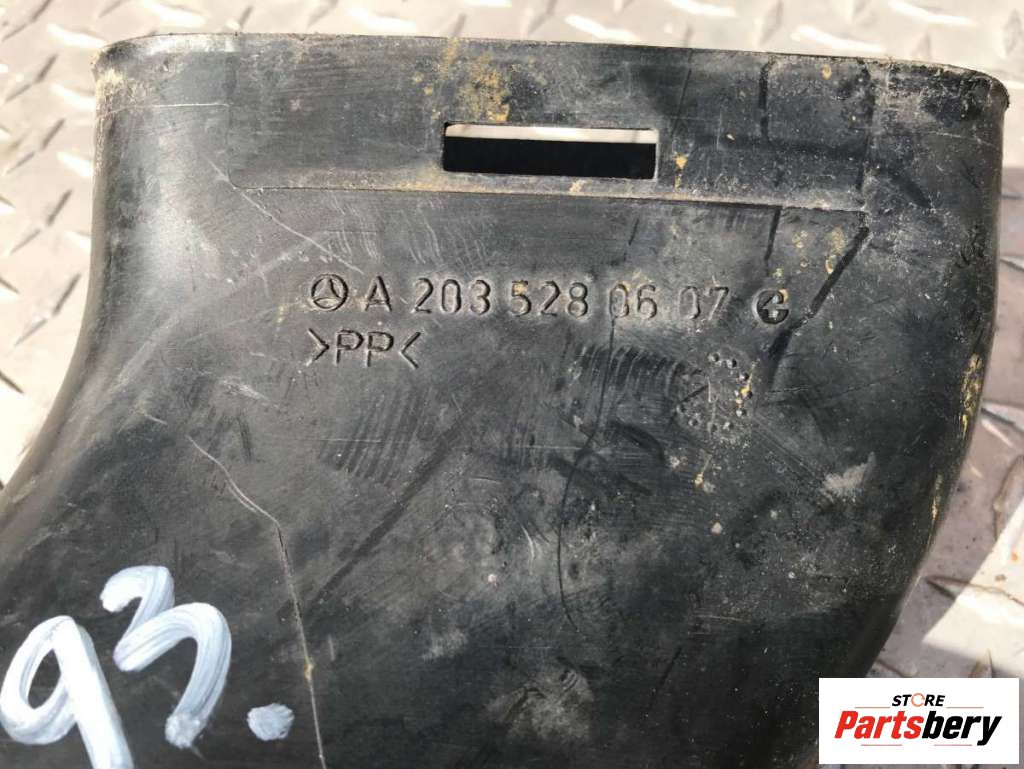 A 203 528 06 07
>PP<
93.
STORE
Partsbery